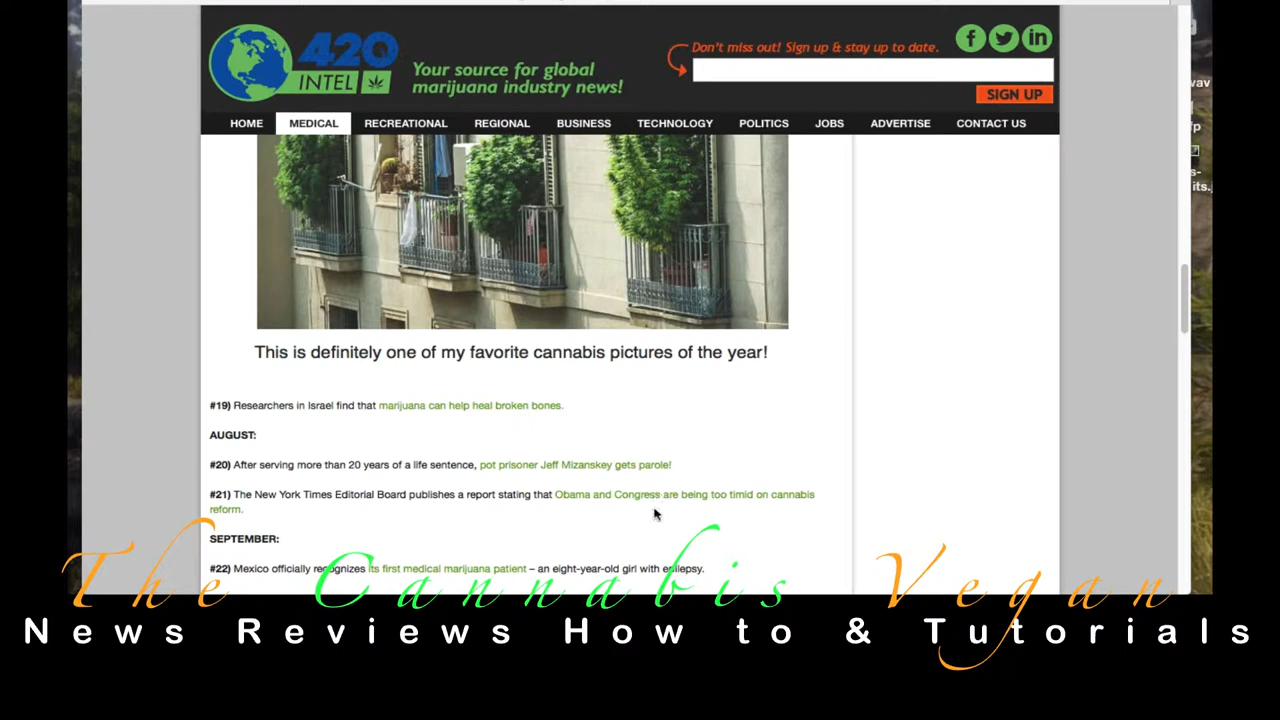 420
INTEL
Your source for global
marijuana industry news!
Don't miss out! Sign up & stay up to date.
SIGN UP
HOME MEDICAL RECREATIONAL REGIONAL BUSINESS TECHNOLOGY POLITICS JOBS ADVERTISE CONTACT US
This is definitely one of my favorite cannabis pictures of the year!
#19) Researchers in Israel find that marijuana can help heal broken bones.
AUGUST:
#20) After serving more than 20 years of a life sentence, pot prisoner Jeff Mizanskey gets parole!
#21) The New York Times Editorial Board publishes a report stating that Obama and Congress are being too timid on cannabis
reform.
SEPTEMBER:
#22) Mexico officially recognizes its first medical marijuana patient – an eight-year-old girl with epilepsy.
The Cannabis Vegan
News Reviews How to & Tutorials